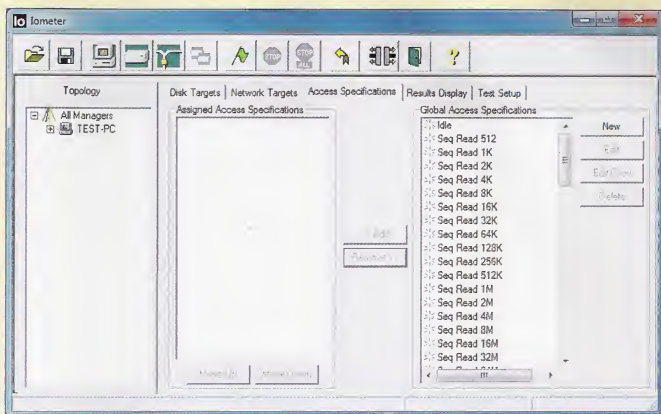 Io Iometer
STOP
STOP
ALL
?
Topology
All Managers
TEST-PC
Disk Targets
Network Targets
Access Specifications
Results Display
Test Setup
Assigned Access Specifications
Add
Move Up
Move Down
Global Access Specifications
Idle
Seq Read 512
Seq Read 1K
Seq Read 2K
Seq Read 4K
Seq Read 8K
Seq Read 16K
Seq Read 32K
Seq Read 64K
Seq Read 128K
Seq Read 256K
Seq Read 512K
Seq Read 1M
Seq Read 2M
Seq Read 4M
Seq Read 8M
Seq Read 16M
Seq Read 32M
New
Edit
Delete